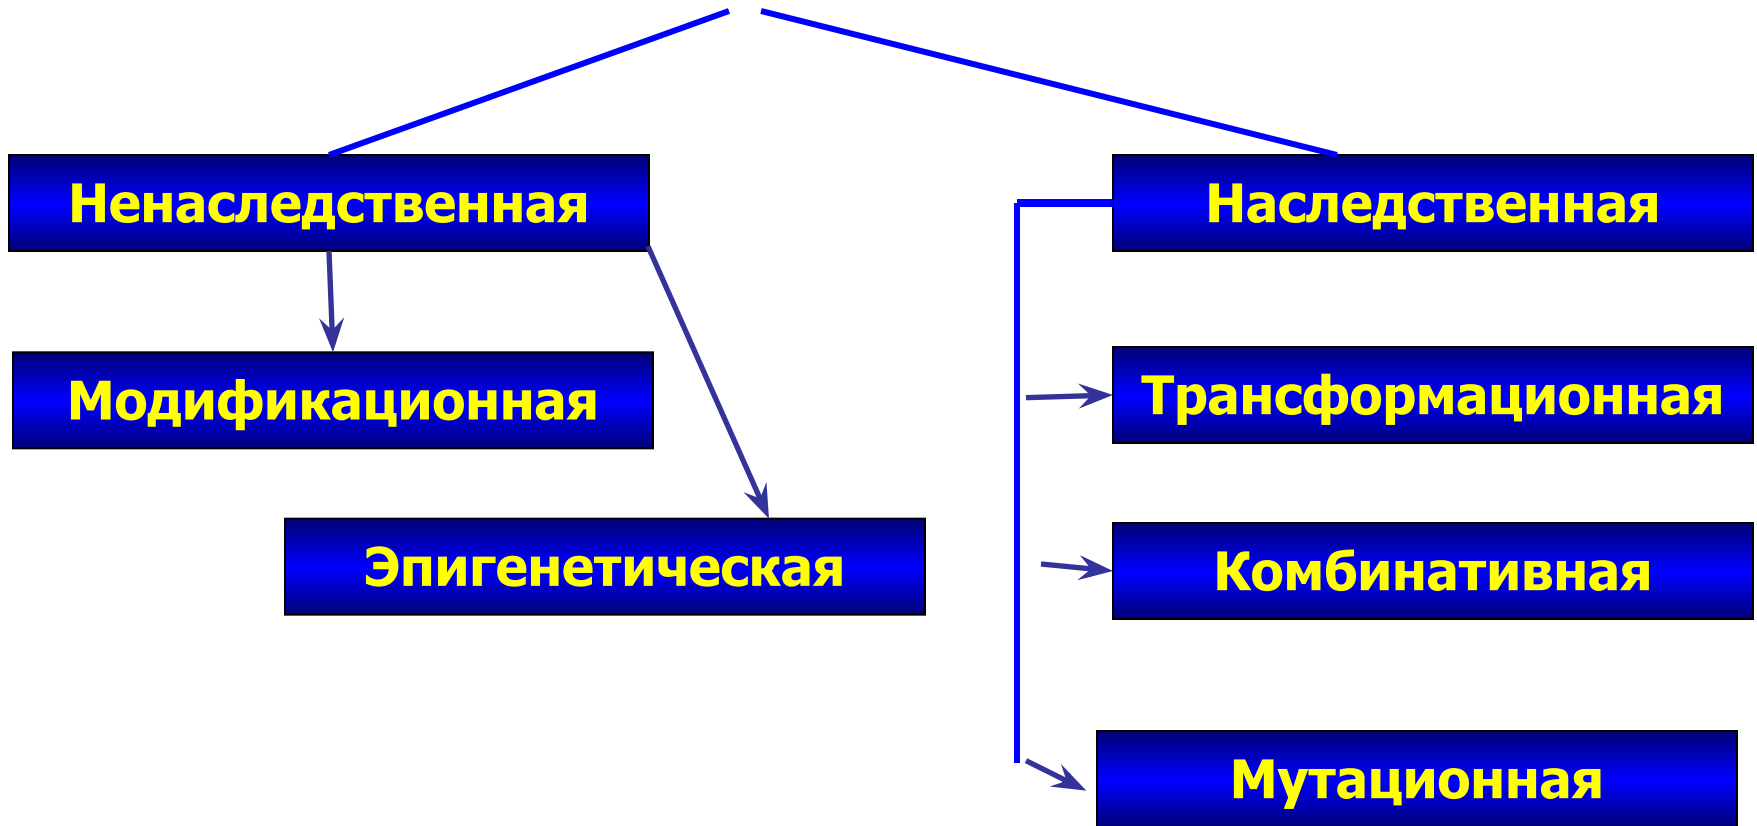 Ненаследственная
Наследственная
Модификационная
Трансформационная
Эпигенетическая
Комбинативная
Мутационная